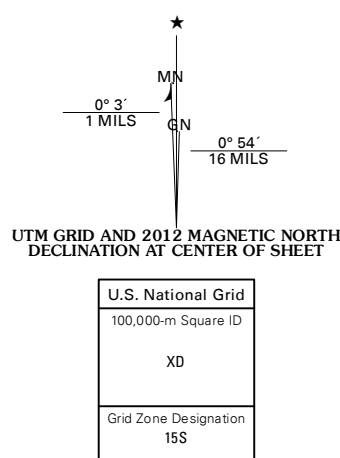 MN
0° 3´
1 MILS
GN
0° 54´
16 MILS
UTM GRID AND 2012 MAGNETIC NORTH
DECLINATION AT CENTER OF SHEET
U.S. National Grid
100,000-m Square ID
XD
Grid Zone Designation
15S